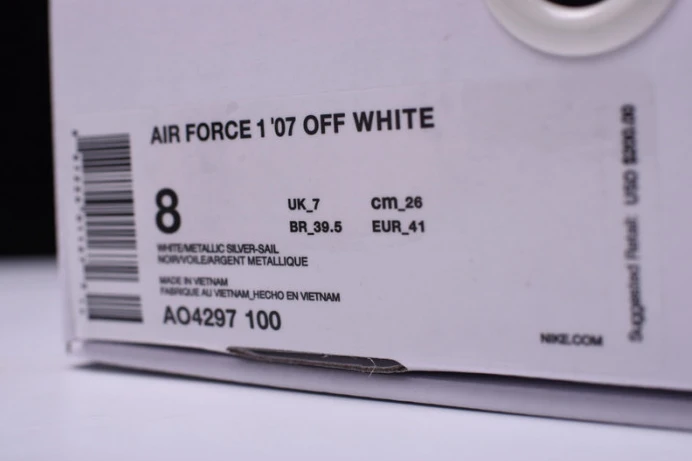 AIR FORCE 1 '07 OFF WHITE
8
UK_7 cm_26
BR_39.5 EUR_41
WHITE/METALLIC SILVER-SAIL
NOIR/VOILE/ARGENT METALLIQUE
MADE IN VIETNAM
FABRIQUE AU VIETNAM_HECHO EN VIETNAM
AO4297 100
NIKE.COM
Suggested Retail: USD $200.00